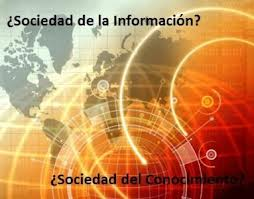 ¿Sociedad de la Información?
¿Sociedad del Conocimiento?